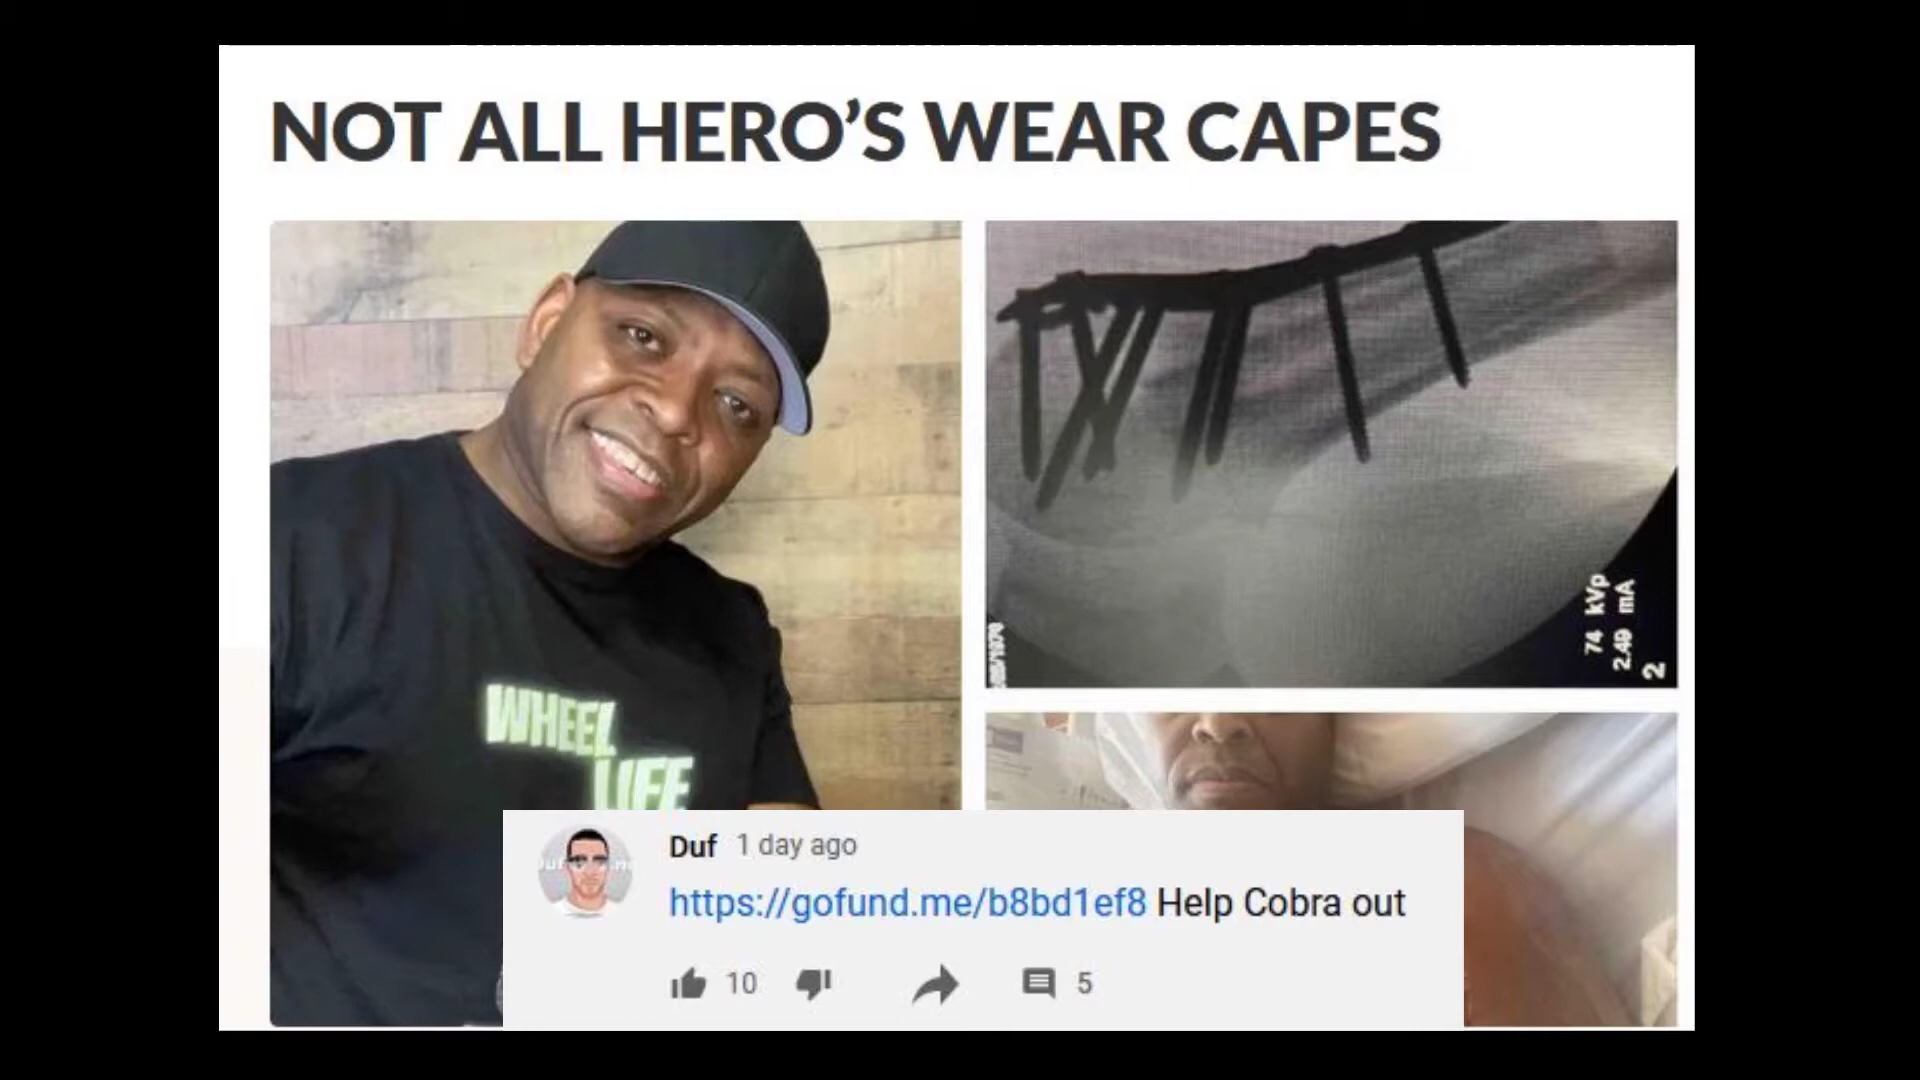 NOT ALL HERO’S WEAR CAPES
WHEEL
LIFE
74 kVp
2.49 mA
2
Duf 1 day ago
https://gofund.me/b8bd1ef8 Help Cobra out
10
5